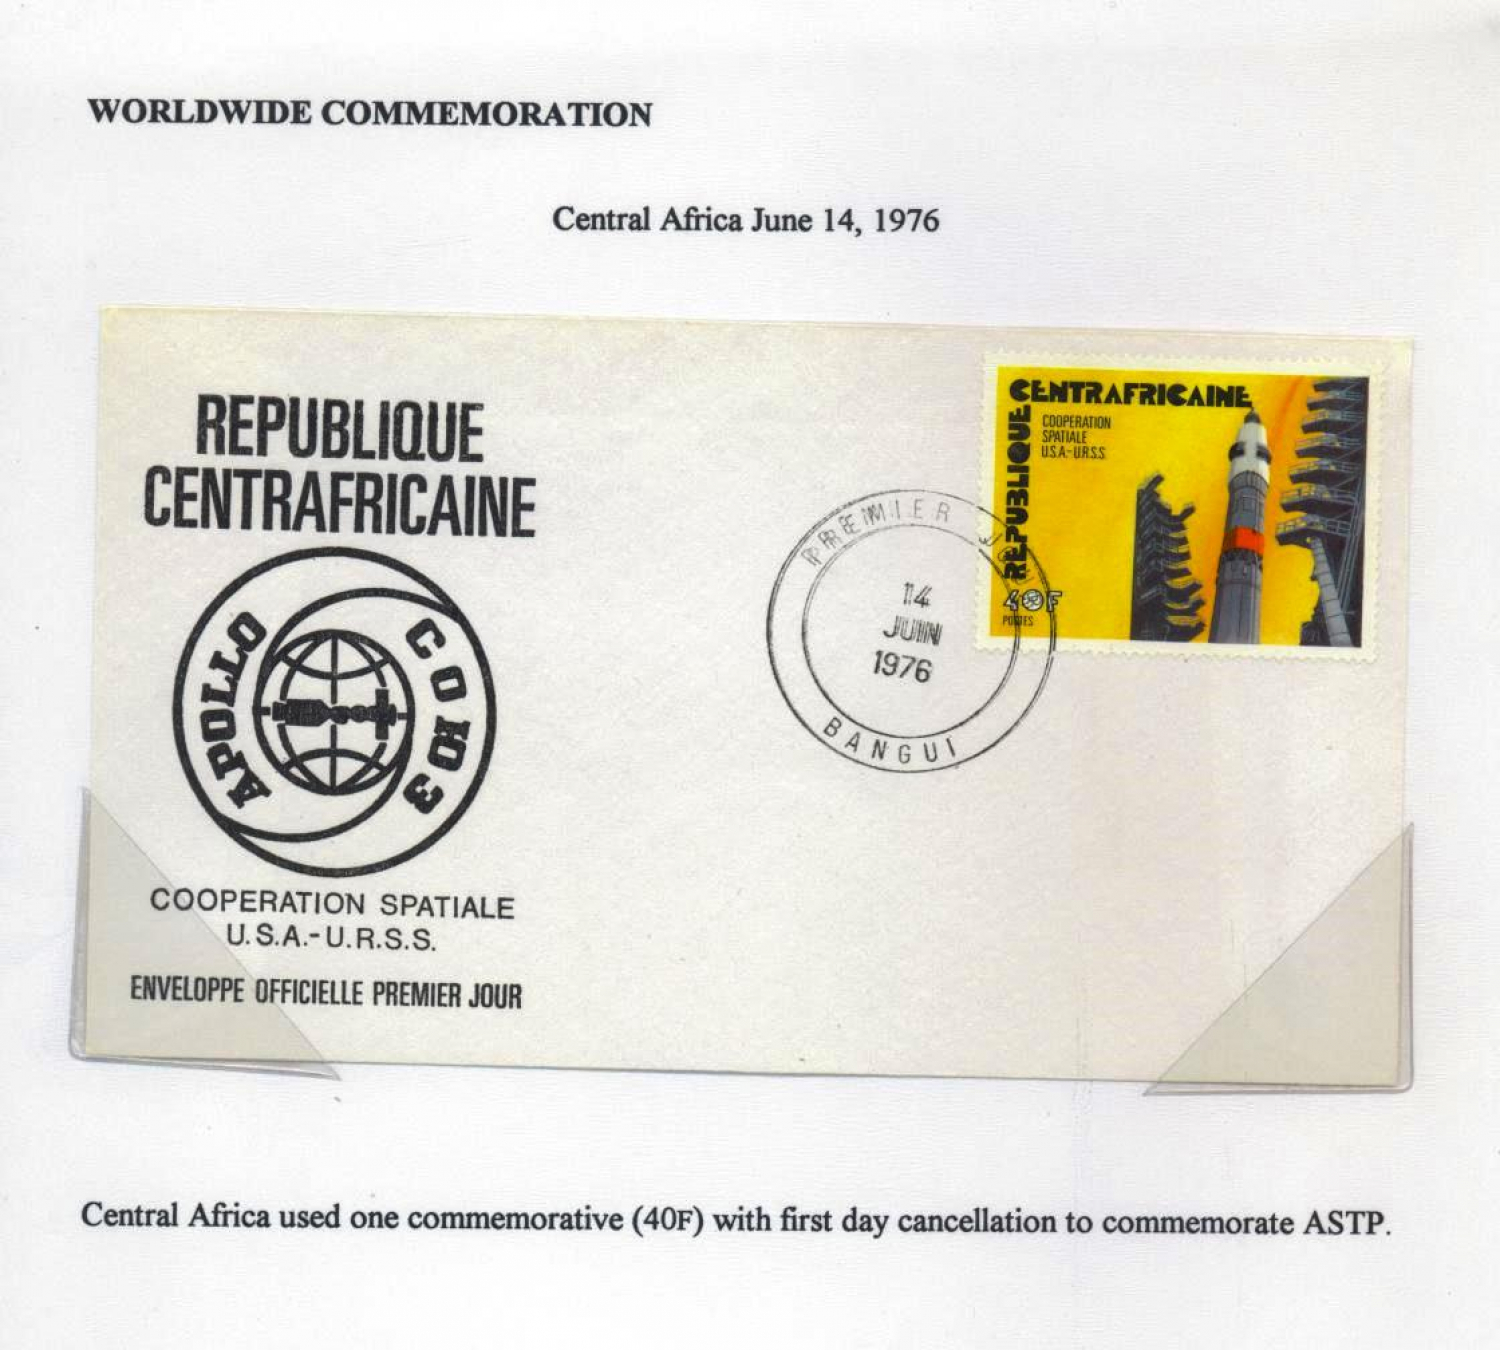 WORLDWIDE COMMEMORATION
Central Africa June 14, 1976
REPUBLIQUE
CENTRAFRICAINE
APOLLO
СОЮЗ
COOPERATION SPATIALE
U.S.A.-U.R.S.S.
ENVELOPPE OFFICIELLE PREMIER JOUR
PREMIER JOUR
14
JUIN
1976
BANGUI
REPUBLIQUE
CENTRAFRICAINE
COOPERATION
SPATIALE
U.S.A.-U.R.S.S.
40F
POSTES
Central Africa used one commemorative (40F) with first day cancellation to commemorate ASTP.